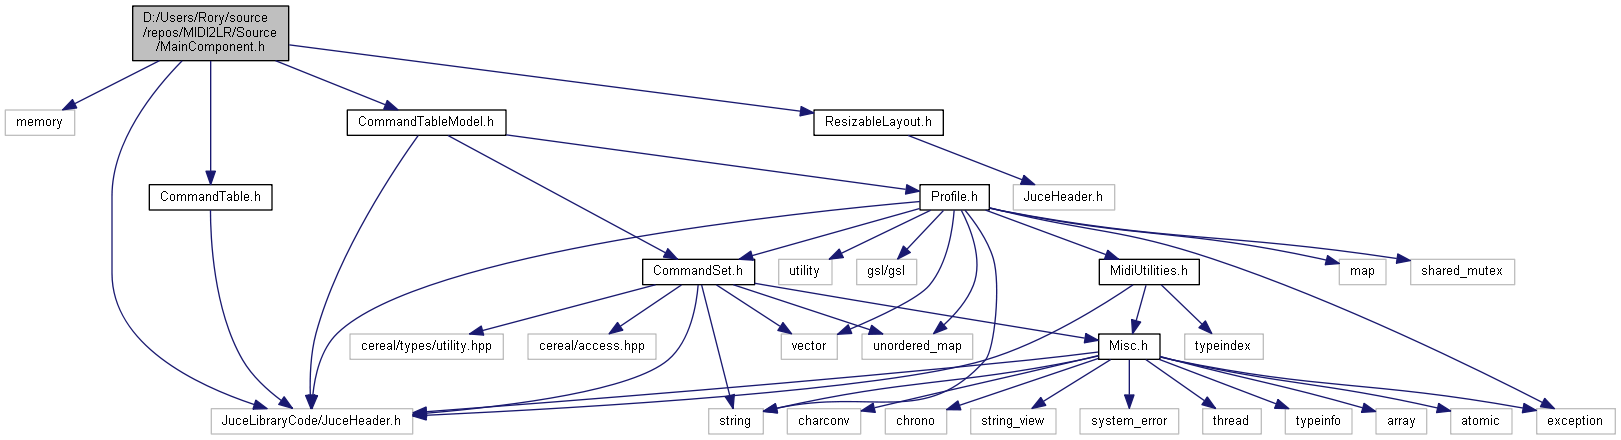 D:/Users/Rory/source
/repos/MIDI2LR/Source
/MainComponent.h
memory
CommandTableModel.h
ResizableLayout.h
CommandTable.h
Profile.h
JuceHeader.h
CommandSet.h
utility
gsl/gsl
MidiUtilities.h
map
shared_mutex
cereal/types/utility.hpp
cereal/access.hpp
vector
unordered_map
Misc.h
typeindex
JuceLibraryCode/JuceHeader.h
string
charconv
chrono
string_view
system_error
thread
typeinfo
array
atomic
exception